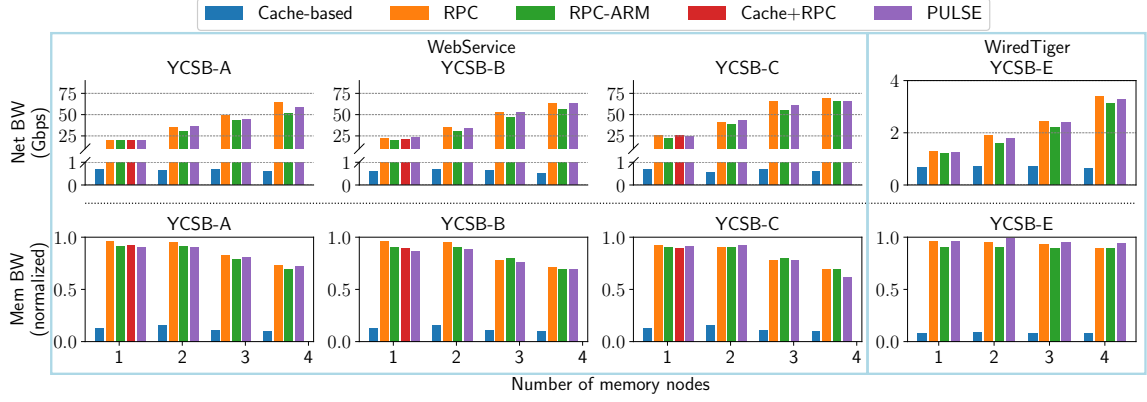 Cache-based RPC RPC-ARM Cache+RPC PULSE
WebService WiredTiger
YCSB-A YCSB-B YCSB-C YCSB-E
Net BW
(Gbps)
75 75 75 4
50 50 50
25 25 25 2
1 1 1
0 0 0 0
YCSB-A YCSB-B YCSB-C YCSB-E
Mem BW
(normalized)
1.0 1.0 1.0 1.0
0.5 0.5 0.5 0.5
0.0 0.0 0.0 0.0
1 2 3 4 1 2 3 4 1 2 3 4 1 2 3 4
Number of memory nodes